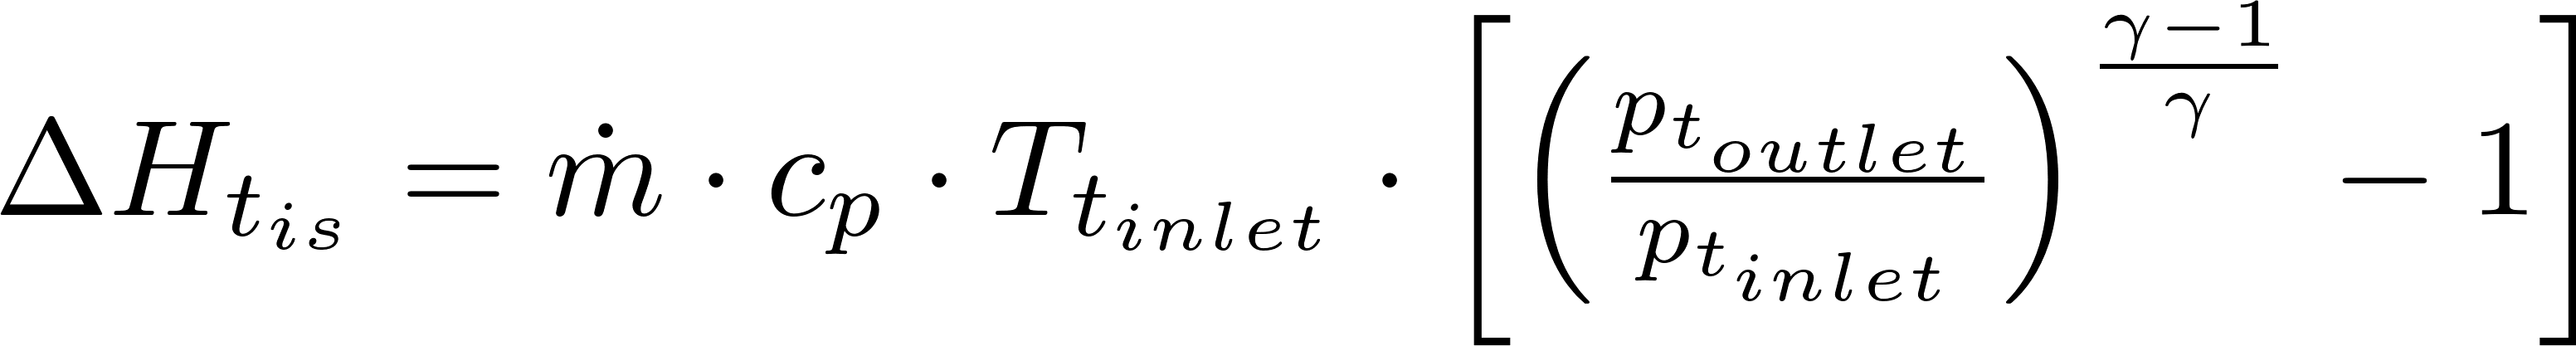 ΔH_{t_{is}} = ṁ · c_p · T_{t_{inlet}} · [(p_{t_{outlet}} / p_{t_{inlet}})^{(γ−1)/γ} − 1]